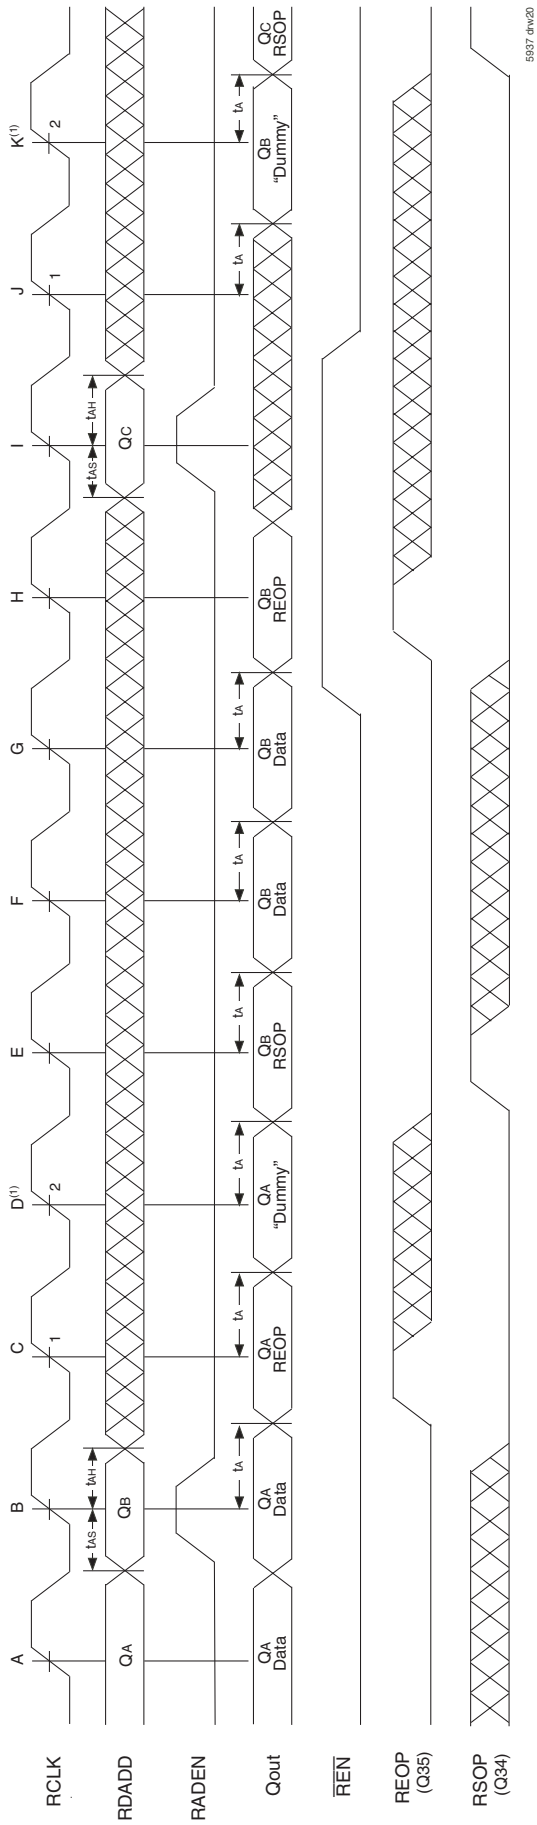 A B C D(1) E F G H I J K(1)
RCLK
1 2 1 2
tAS tAH tAS tAH
RDADD
QA QB QC
RADEN
tA tA tA tA tA tA tA tA
Qout
QA Data
QA Data
QA REOP
QA "Dummy"
QB RSOP
QB Data
QB Data
QB REOP
QB "Dummy"
QC RSOP
REN
REOP
(Q35)
RSOP
(Q34)
5937 drw20